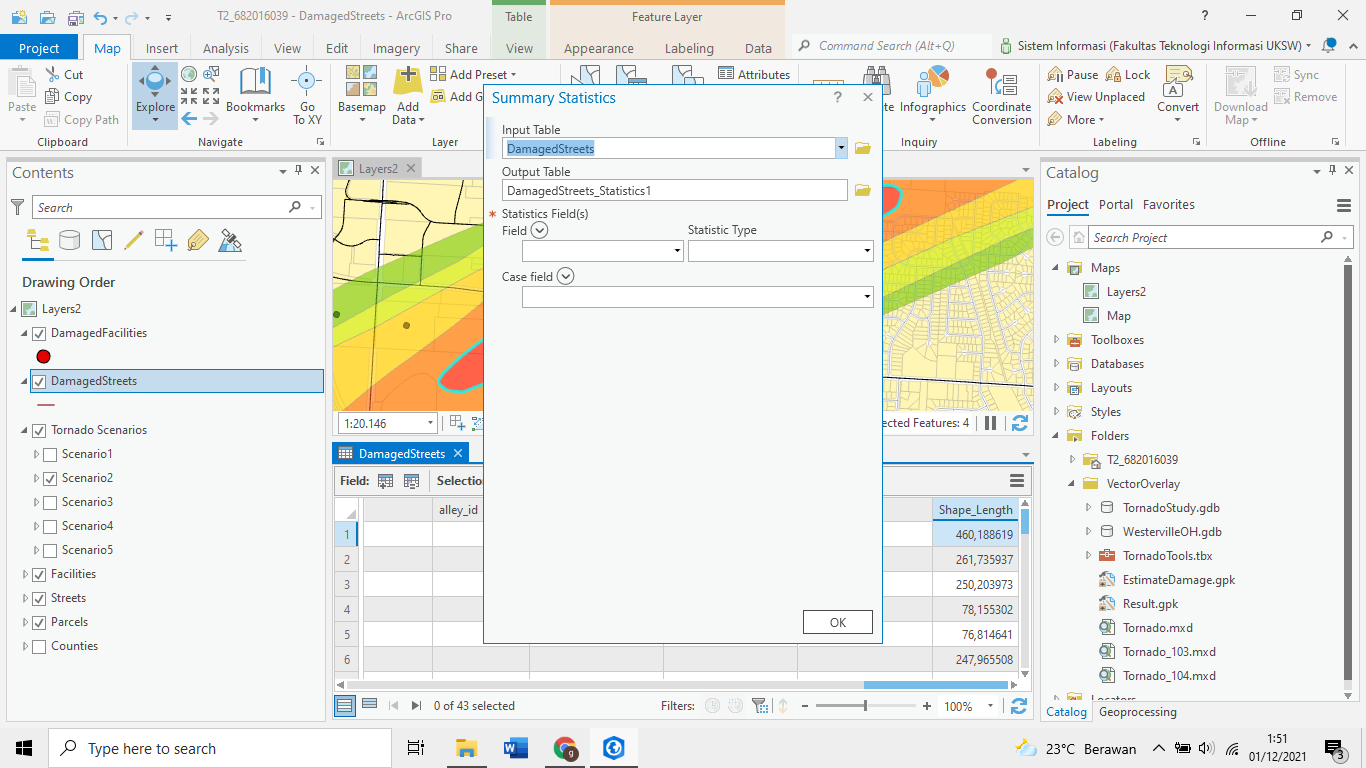 T2_682016039 - DamagedStreets - ArcGIS Pro
Table
Feature Layer
?
Project
Map
Insert
Analysis
View
Edit
Imagery
Share
View
Appearance
Labeling
Data
Command Search (Alt+Q)
Sistem Informasi (Fakultas Teknologi Informasi UKSW)
Paste
Cut
Copy
Copy Path
Clipboard
Explore
Bookmarks
Go
To XY
Navigate
Basemap
Add
Data
Add Preset
Add G
Layer
Attributes
Infographics
Coordinate
Conversion
Inquiry
Pause
Lock
View Unplaced
More
Convert
Labeling
Download
Map
Sync
Remove
Offline
Contents
Search
Drawing Order
Layers2
DamagedFacilities
DamagedStreets
Tornado Scenarios
Scenario1
Scenario2
Scenario3
Scenario4
Scenario5
Facilities
Streets
Parcels
Counties
Layers2
1:20.146
ected Features: 4
Summary Statistics
?
Input Table
DamagedStreets
Output Table
DamagedStreets_Statistics1
* Statistics Field(s)
Field
Statistic Type
Case field
OK
DamagedStreets
Field:
Selection
alley_id
Shape_Length
1
460,188619
2
261,735937
3
250,203973
4
78,155302
5
76,814641
6
247,965508
0 of 43 selected
Filters:
100%
Catalog
Project
Portal
Favorites
Search Project
Maps
Layers2
Map
Toolboxes
Databases
Layouts
Styles
Folders
T2_682016039
VectorOverlay
TornadoStudy.gdb
WestervilleOH.gdb
TornadoTools.tbx
EstimateDamage.gpk
Result.gpk
Tornado.mxd
Tornado_103.mxd
Tornado_104.mxd
Locators
Catalog
Geoprocessing
Type here to search
23°C Berawan
1:51
01/12/2021
3